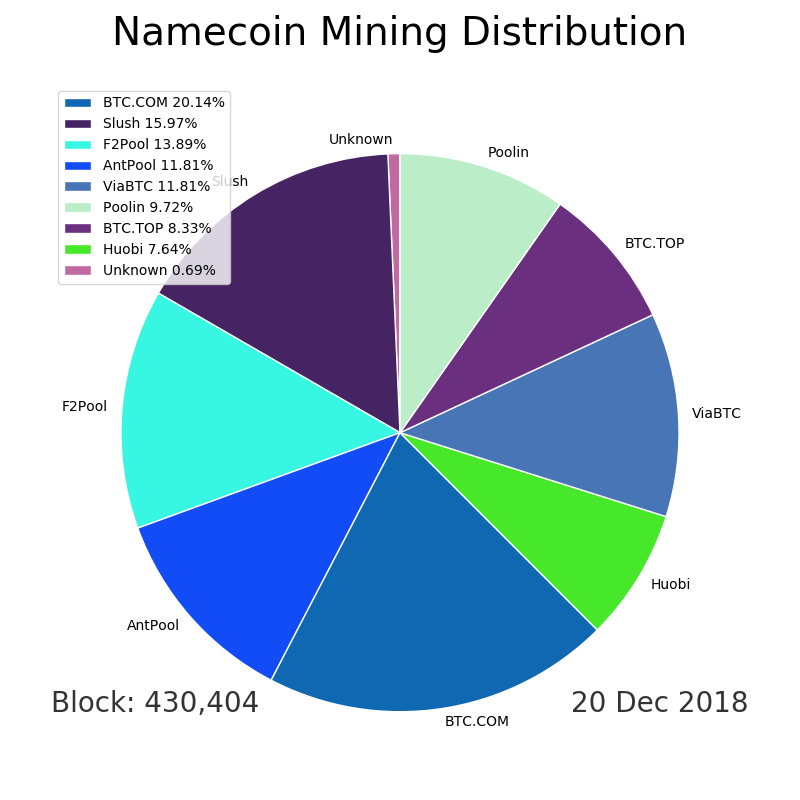 Namecoin Mining Distribution
BTC.COM 20.14%
Slush 15.97%
F2Pool 13.89%
AntPool 11.81%
ViaBTC 11.81%
Poolin 9.72%
BTC.TOP 8.33%
Huobi 7.64%
Unknown 0.69%
Unknown
Poolin
Slush
BTC.TOP
F2Pool
ViaBTC
Huobi
AntPool
Block: 430,404
20 Dec 2018
BTC.COM